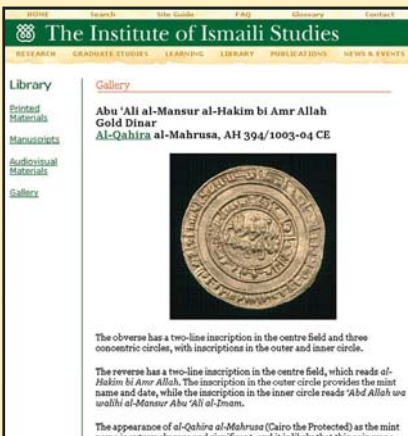 HOME Search Site Guide FAQ Glossary Contact
The Institute of Ismaili Studies
RESEARCH GRADUATE STUDIES LEARNING LIBRARY PUBLICATIONS NEWS & EVENTS
Library
Printed
Materials
Manuscripts
Audiovisual
Materials
Gallery
Gallery
Abu ‘Ali al-Mansur al-Hakim bi Amr Allah
Gold Dinar
Al-Qahira al-Mahrusa, AH 394/1003-04 CE
The obverse has a two-line inscription in the centre field and three
concentric circles, with inscriptions in the outer and inner circle.
The reverse has a two-line inscription in the centre field, which reads al-
Hakim bi Amr Allah. The inscription in the outer circle provides the mint
name and date, while the inscription in the inner circle reads ‘Abd Allah wa
walihi al-Mansur Abu ‘Ali al-Imam.
The appearance of al-Qahira al-Mahrusa (Cairo the Protected) as the mint